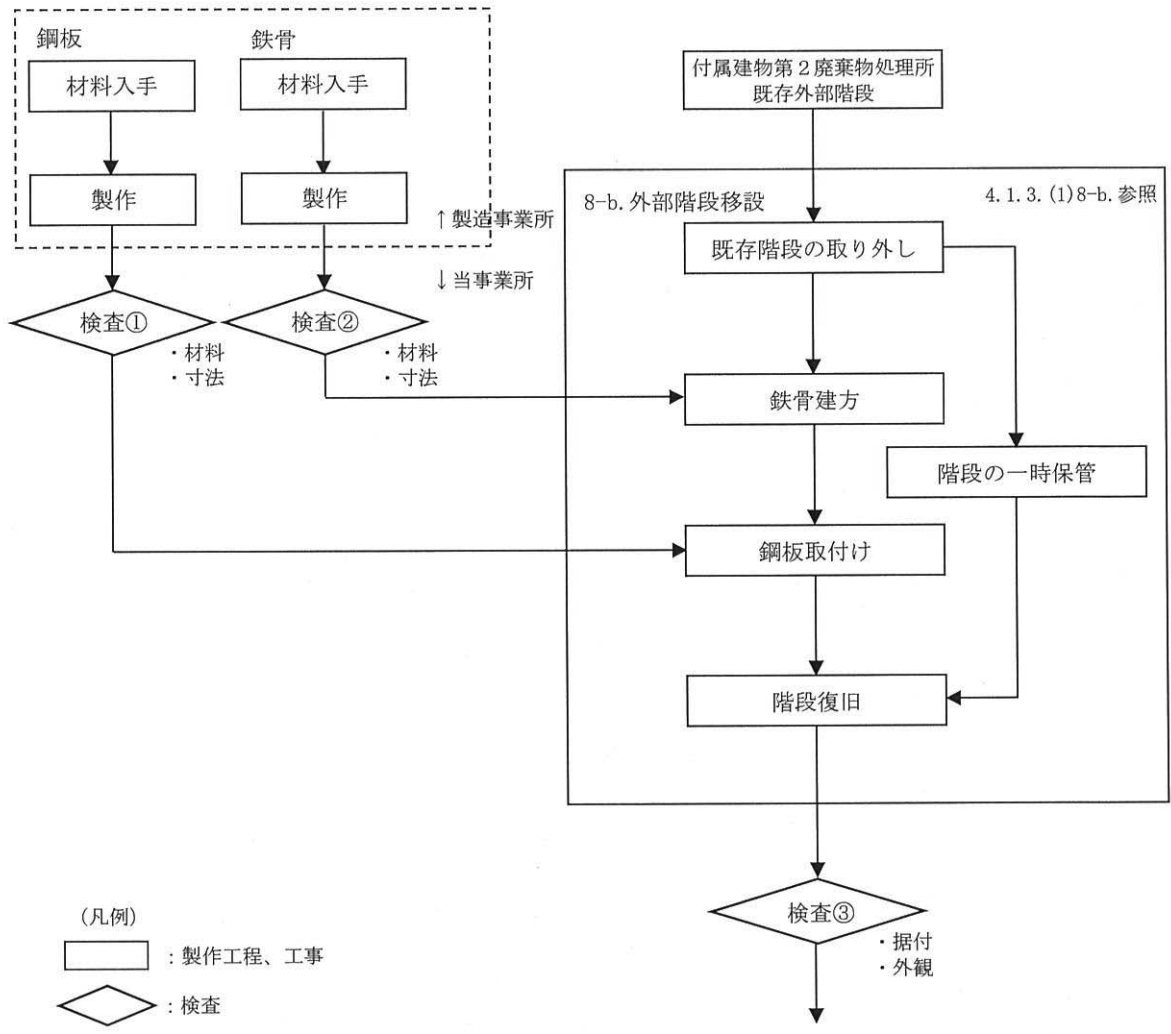 鋼板
材料入手
製作
鉄骨
材料入手
製作
↑製造事業所
↓当事業所
検査①
・材料
・寸法
検査②
・材料
・寸法
付属建物第２廃棄物処理所
既存外部階段
8-b.外部階段移設
4.1.3.(1)8-b.参照
既存階段の取り外し
鉄骨建方
階段の一時保管
鋼板取付け
階段復旧
検査③
・据付
・外観
(凡例)
：製作工程、工事
：検査